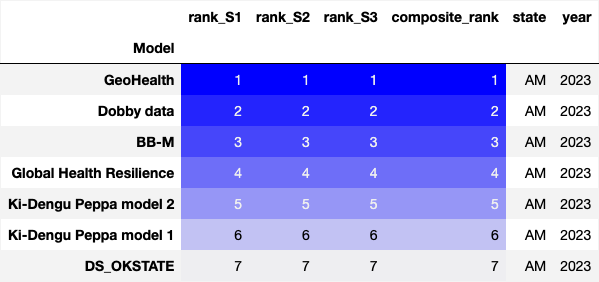 rank_S1 rank_S2 rank_S3 composite_rank state year
Model
GeoHealth 1 1 1 1 AM 2023
Dobby data 2 2 2 2 AM 2023
BB-M 3 3 3 3 AM 2023
Global Health Resilience 4 4 4 4 AM 2023
Ki-Dengu Peppa model 2 5 5 5 5 AM 2023
Ki-Dengu Peppa model 1 6 6 6 6 AM 2023
DS_OKSTATE 7 7 7 7 AM 2023